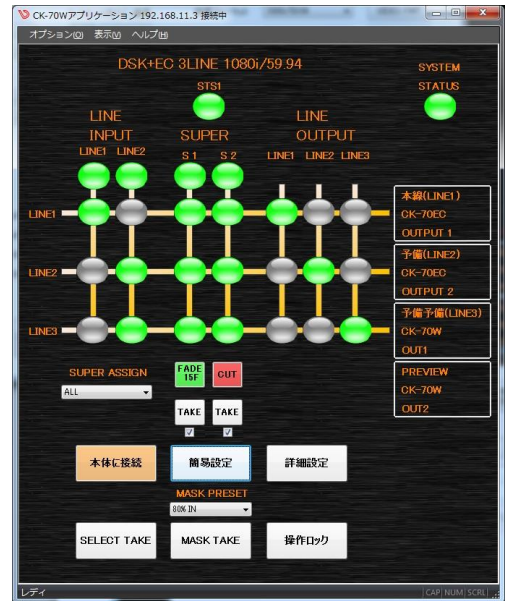 CK-70Wアプリケーション 192.168.11.3 接続中
オプション(O) 表示(V) ヘルプ(H)
DSK+EC 3LINE 1080i/59.94
SYSTEM
STATUS
STS1
LINE
INPUT
SUPER
LINE
OUTPUT
LINE1 LINE2
S 1 S 2
LINE1 LINE2 LINE3
LINE1
本線(LINE1)
CK-70EC
OUTPUT 1
LINE2
予備(LINE2)
CK-70EC
OUTPUT 2
LINE3
予備予備(LINE3)
CK-70W
OUT1
PREVIEW
CK-70W
OUT2
SUPER ASSIGN
ALL
FADE
15F
CUT
TAKE TAKE
本体に接続 簡易設定 詳細設定
MASK PRESET
80% IN
SELECT TAKE MASK TAKE 操作ロック
レディ
CAP NUM SCRL